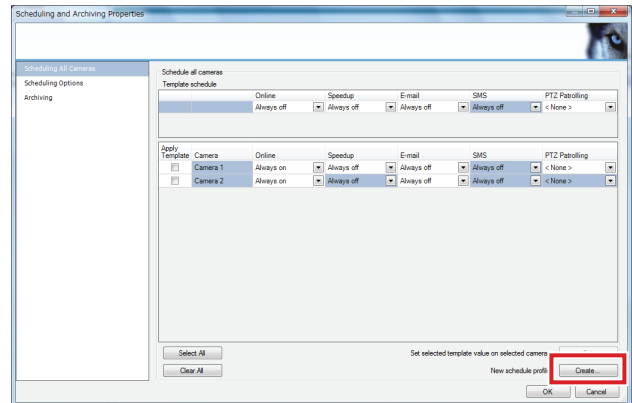 Scheduling and Archiving Properties
Scheduling All Cameras
Scheduling Options
Archiving
Schedule all cameras
Template schedule
Online Speedup E-mail SMS PTZ Patrolling
Always off Always off Always off Always off < None >
Apply
Template Camera Online Speedup E-mail SMS PTZ Patrolling
Camera 1 Always on Always off Always off Always off < None >
Camera 2 Always on Always off Always off Always off < None >
Select All Set selected template value on selected camera
Clear All New schedule profil Create...
OK Cancel